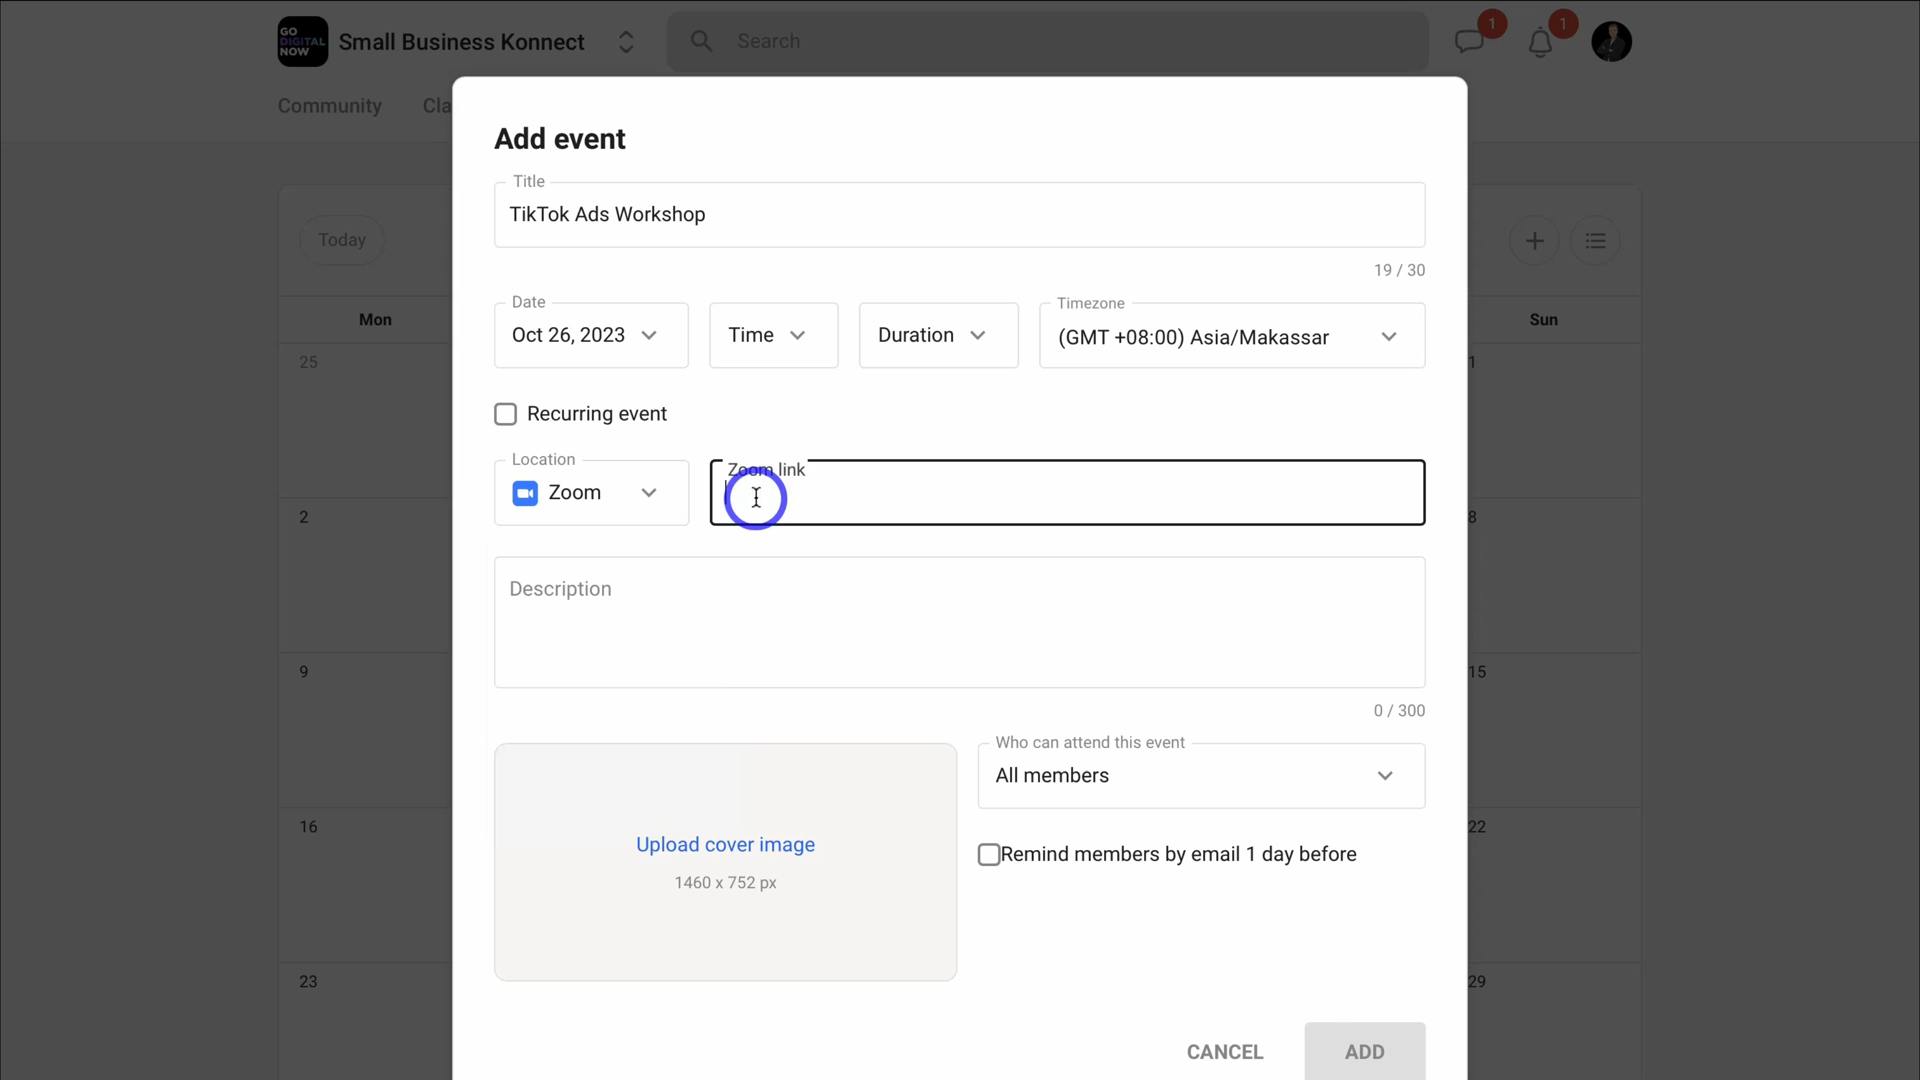 GO
DIGITAL
NOW
Small Business Konnect
Search
1
1
Community
Cla
Add event
Title
TikTok Ads Workshop
19 / 30
Today
Date
Oct 26, 2023
Time
Duration
Timezone
(GMT +08:00) Asia/Makassar
Mon
Sun
25
1
Recurring event
Location
Zoom
Zoom link
2
8
Description
9
15
0 / 300
Who can attend this event
All members
16
22
Upload cover image
1460 x 752 px
Remind members by email 1 day before
23
29
CANCEL
ADD